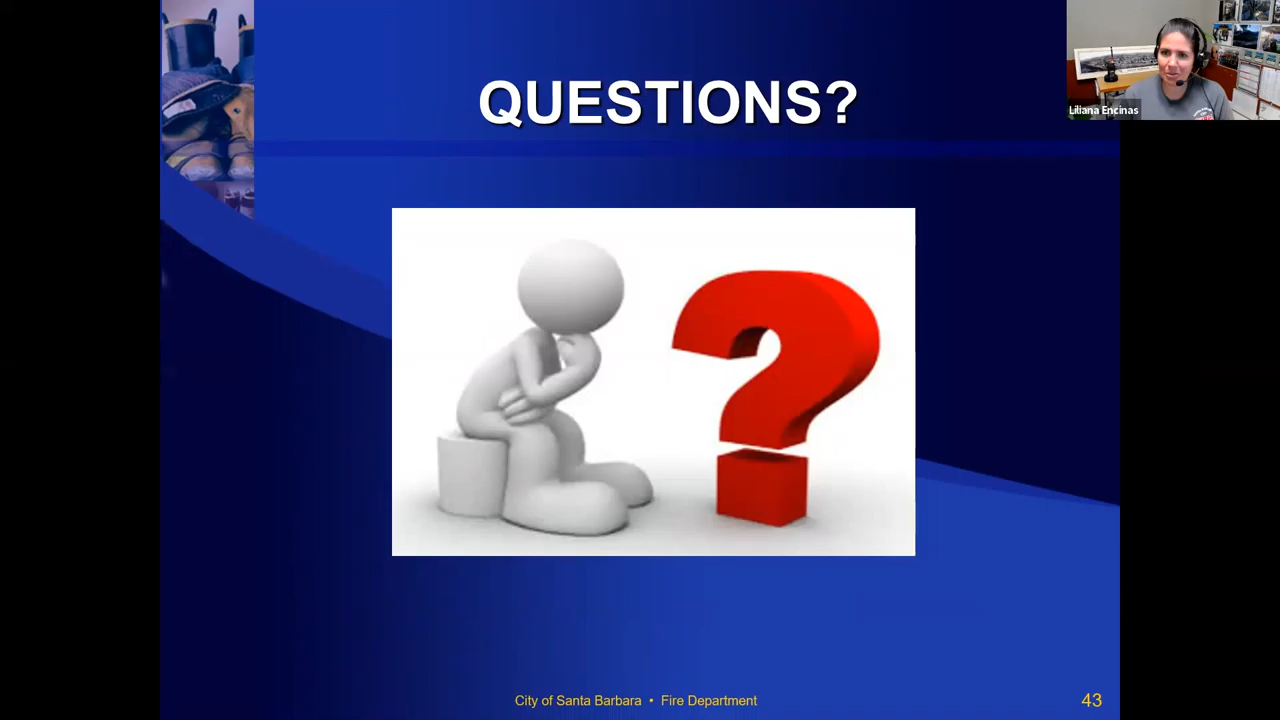 QUESTIONS?
Liliana Encinas
City of Santa Barbara • Fire Department
43